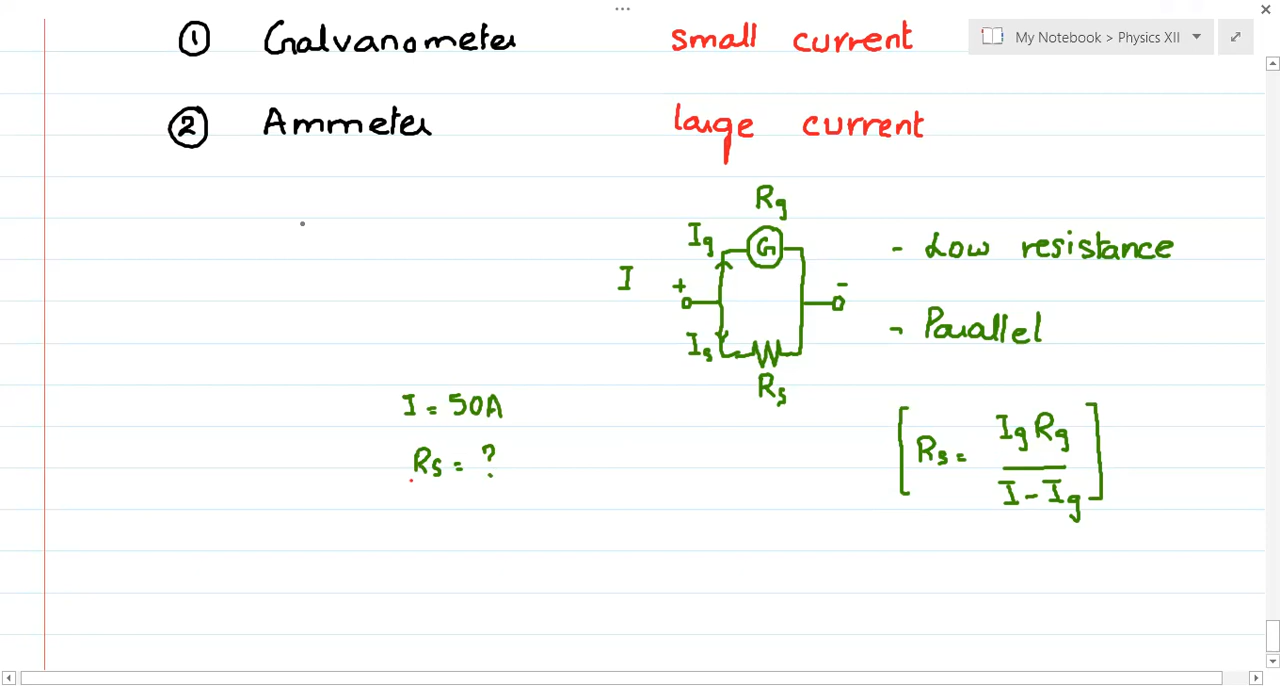 My Notebook > Physics XII
① Galvanometer small current
② Ammeter large current
Rg
Ig G
- Low resistance
I + -
- Parallel
Is
Rs
I = 50A
Rs = ?
[Rs = IgRg / I - Ig]